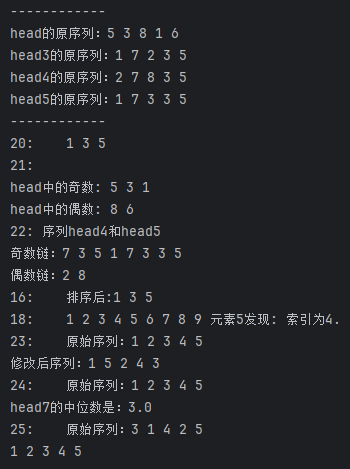 ------------
head的原序列：5 3 8 1 6
head3的原序列：1 7 2 3 5
head4的原序列：2 7 8 3 5
head5的原序列：1 7 3 3 5
------------
20:    1 3 5
21:
head中的奇数: 5 3 1
head中的偶数: 8 6
22: 序列head4和head5
奇数链：7 3 5 1 7 3 3 5
偶数链：2 8
16:    排序后:1 3 5
18:    1 2 3 4 5 6 7 8 9 元素5发现: 索引为4.
23:    原始序列：1 2 3 4 5
修改后序列：1 5 2 4 3
24:    原始序列：1 2 3 4 5
head7的中位数是：3.0
25:    原始序列：3 1 4 2 5
1 2 3 4 5